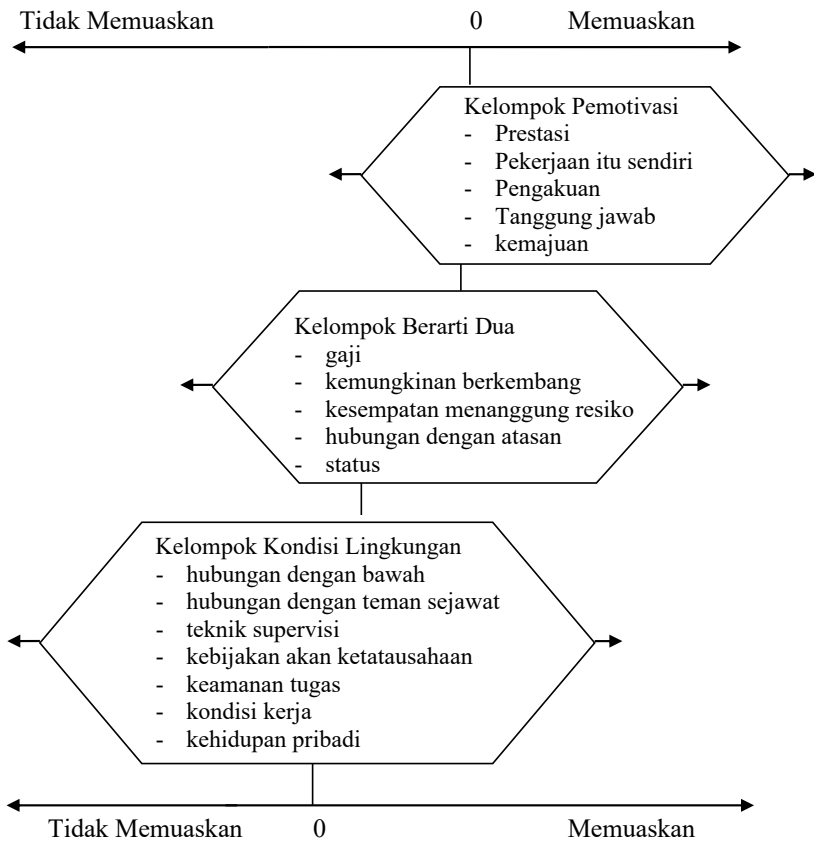 Tidak Memuaskan 0 Memuaskan
Kelompok Pemotivasi
- Prestasi
- Pekerjaan itu sendiri
- Pengakuan
- Tanggung jawab
- kemajuan
Kelompok Berarti Dua
- gaji
- kemungkinan berkembang
- kesempatan menanggung resiko
- hubungan dengan atasan
- status
Kelompok Kondisi Lingkungan
- hubungan dengan bawah
- hubungan dengan teman sejawat
- teknik supervisi
- kebijakan akan ketatausahaan
- keamanan tugas
- kondisi kerja
- kehidupan pribadi
Tidak Memuaskan 0 Memuaskan